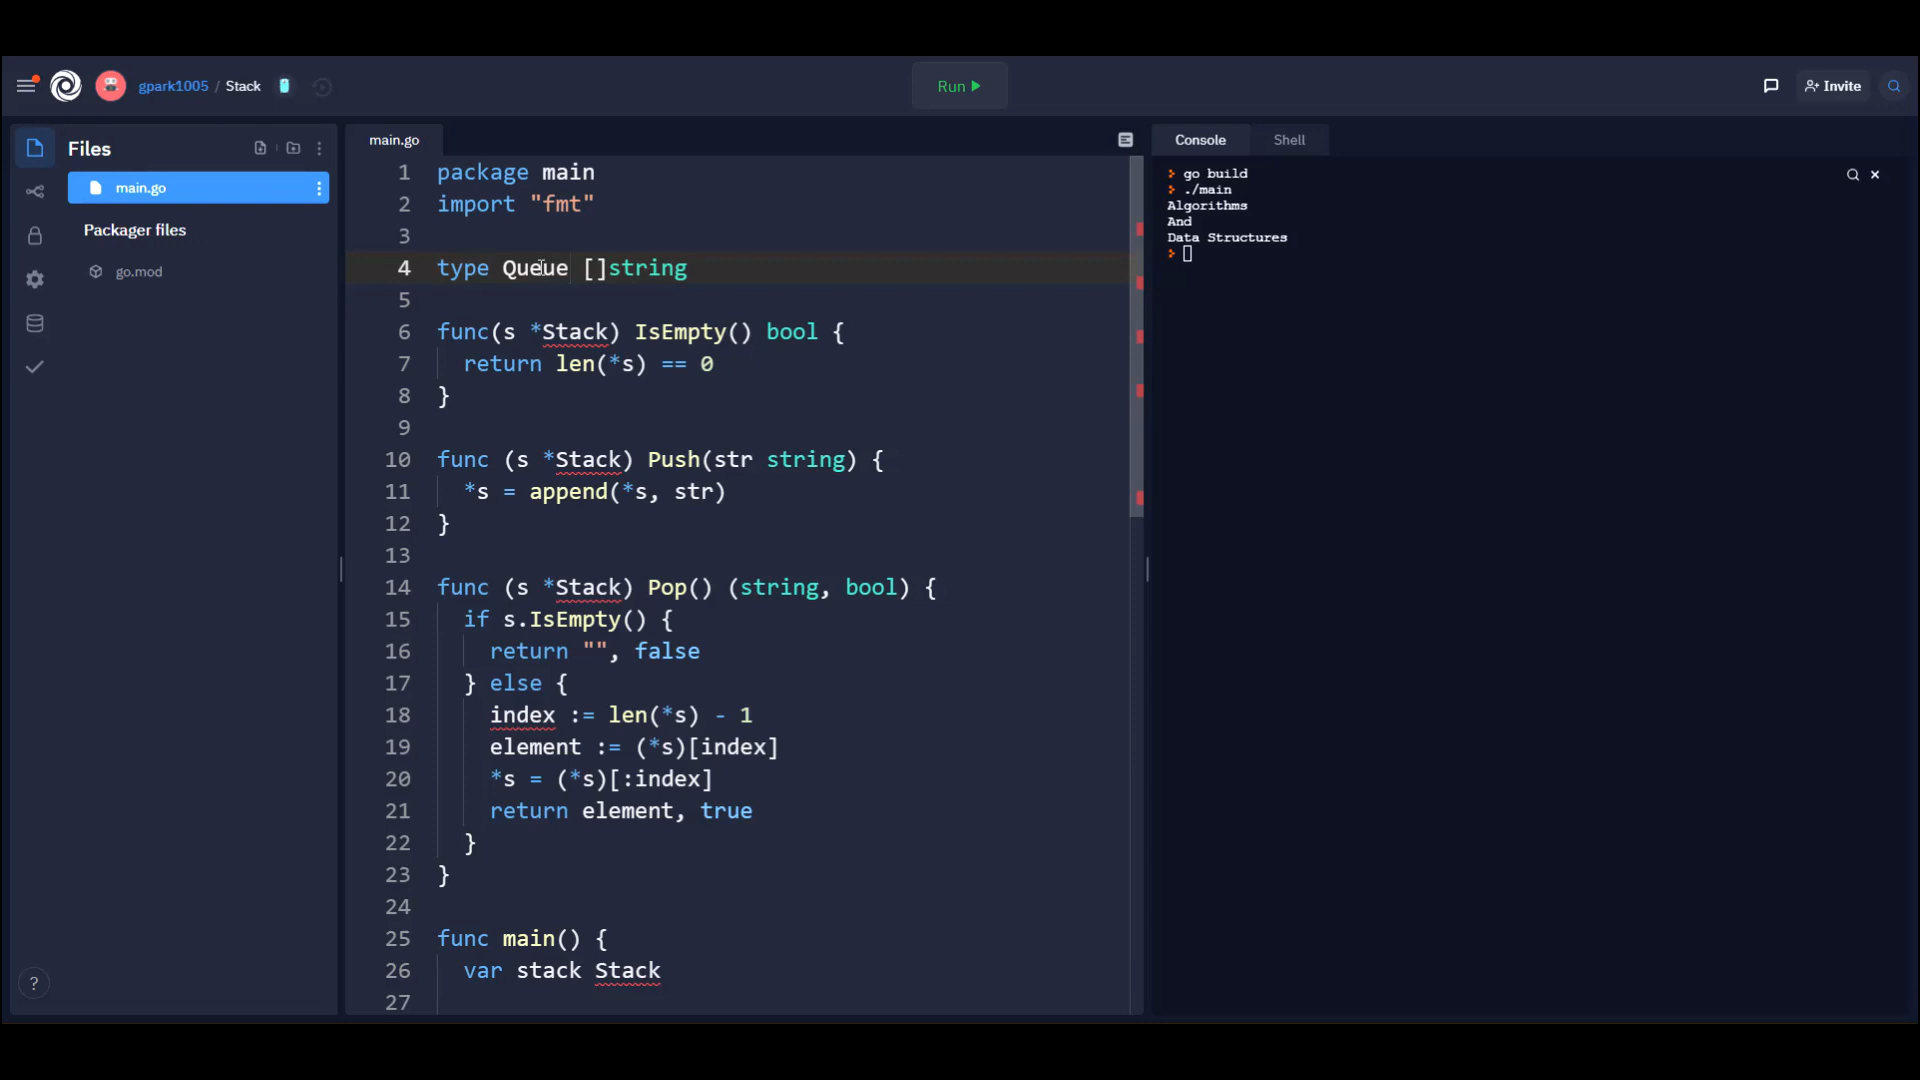 gpark1005 / Stack
Run
Invite
Files
main.go
Packager files
go.mod
?
main.go
1 package main
2 import "fmt"
3
4 type Queue []string
5
6 func(s *Stack) IsEmpty() bool {
7 return len(*s) == 0
8 }
9
10 func (s *Stack) Push(str string) {
11 *s = append(*s, str)
12 }
13
14 func (s *Stack) Pop() (string, bool) {
15 if s.IsEmpty() {
16 return "", false
17 } else {
18 index := len(*s) - 1
19 element := (*s)[index]
20 *s = (*s)[:index]
21 return element, true
22 }
23 }
24
25 func main() {
26 var stack Stack
27
Console Shell
> go build
> ./main
Algorithms
And
Data Structures
>